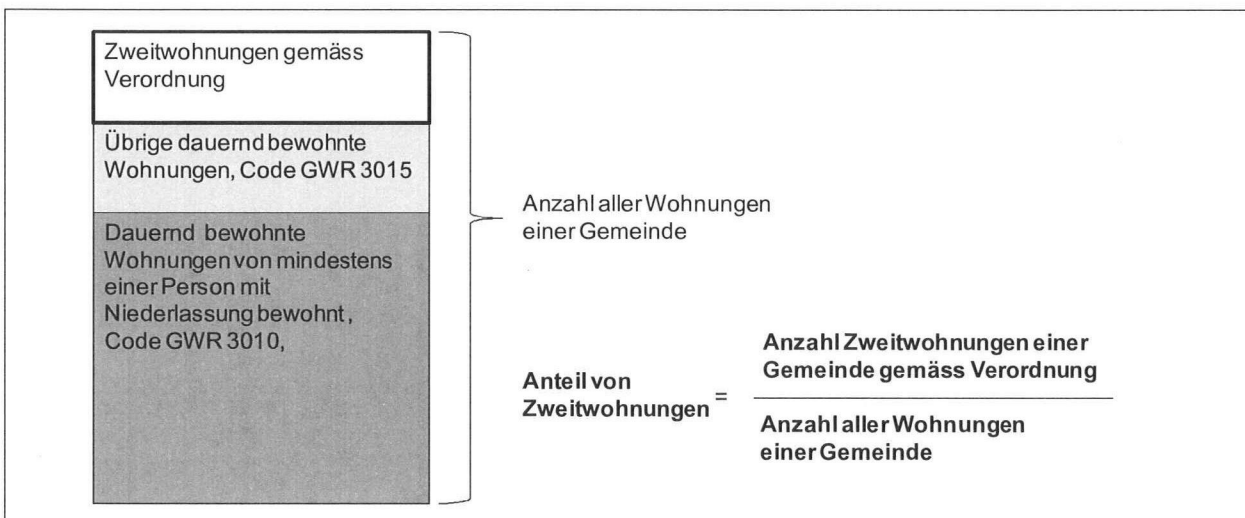 Zweitwohnungen gemäss
Verordnung
Übrige dauernd bewohnte
Wohnungen, Code GWR 3015
Dauernd bewohnte
Wohnungen von mindestens
einer Person mit
Niederlassung bewohnt,
Code GWR 3010,
Anzahl aller Wohnungen
einer Gemeinde
Anteil von
Zweitwohnungen
=
Anzahl Zweitwohnungen einer
Gemeinde gemäss Verordnung
Anzahl aller Wohnungen
einer Gemeinde